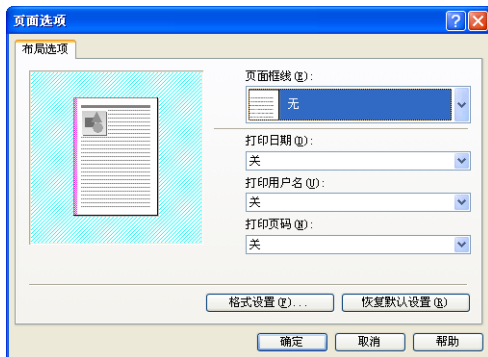 页面选项
布局选项
页面框线(E):
无
打印日期(D):
关
打印用户名(U):
关
打印页码(N):
关
格式设置(F)...
恢复默认设置(R)
确定
取消
帮助